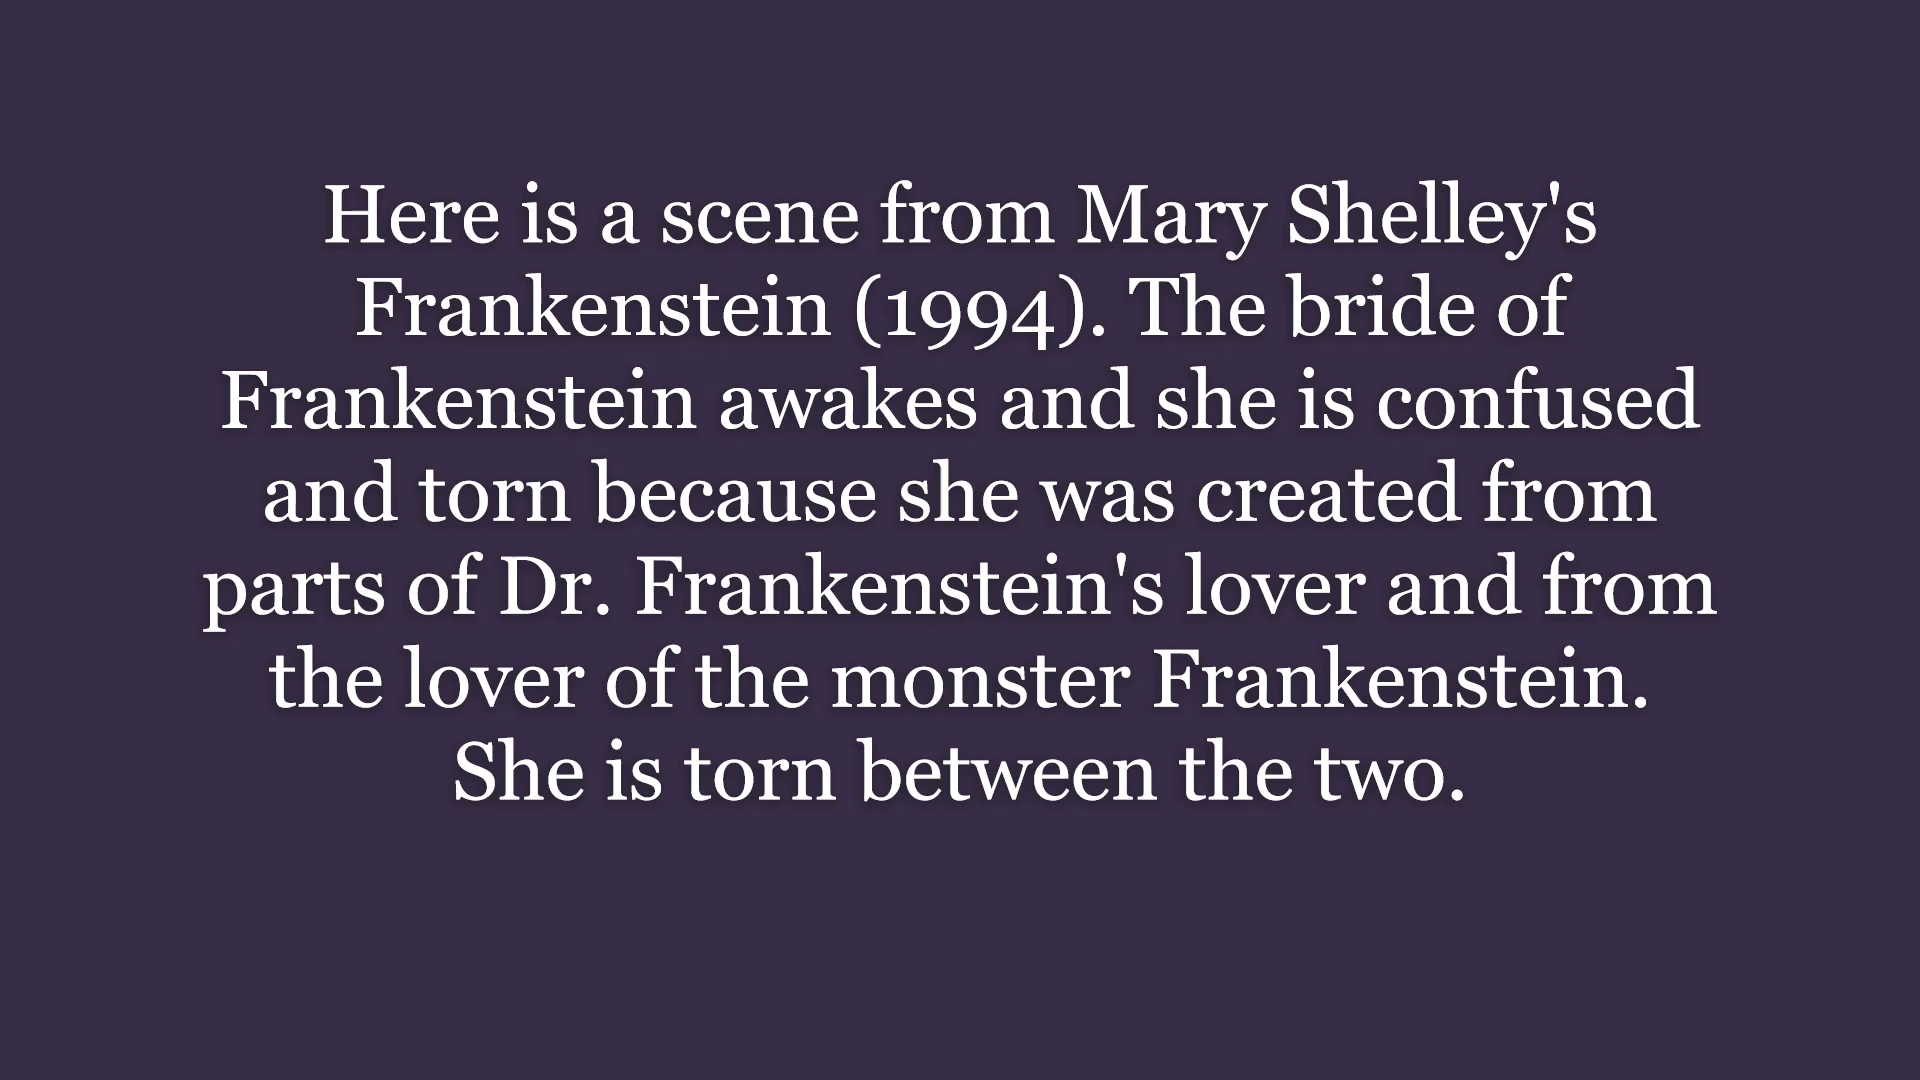 Here is a scene from Mary Shelley's
Frankenstein (1994). The bride of
Frankenstein awakes and she is confused
and torn because she was created from
parts of Dr. Frankenstein's lover and from
the lover of the monster Frankenstein.
She is torn between the two.